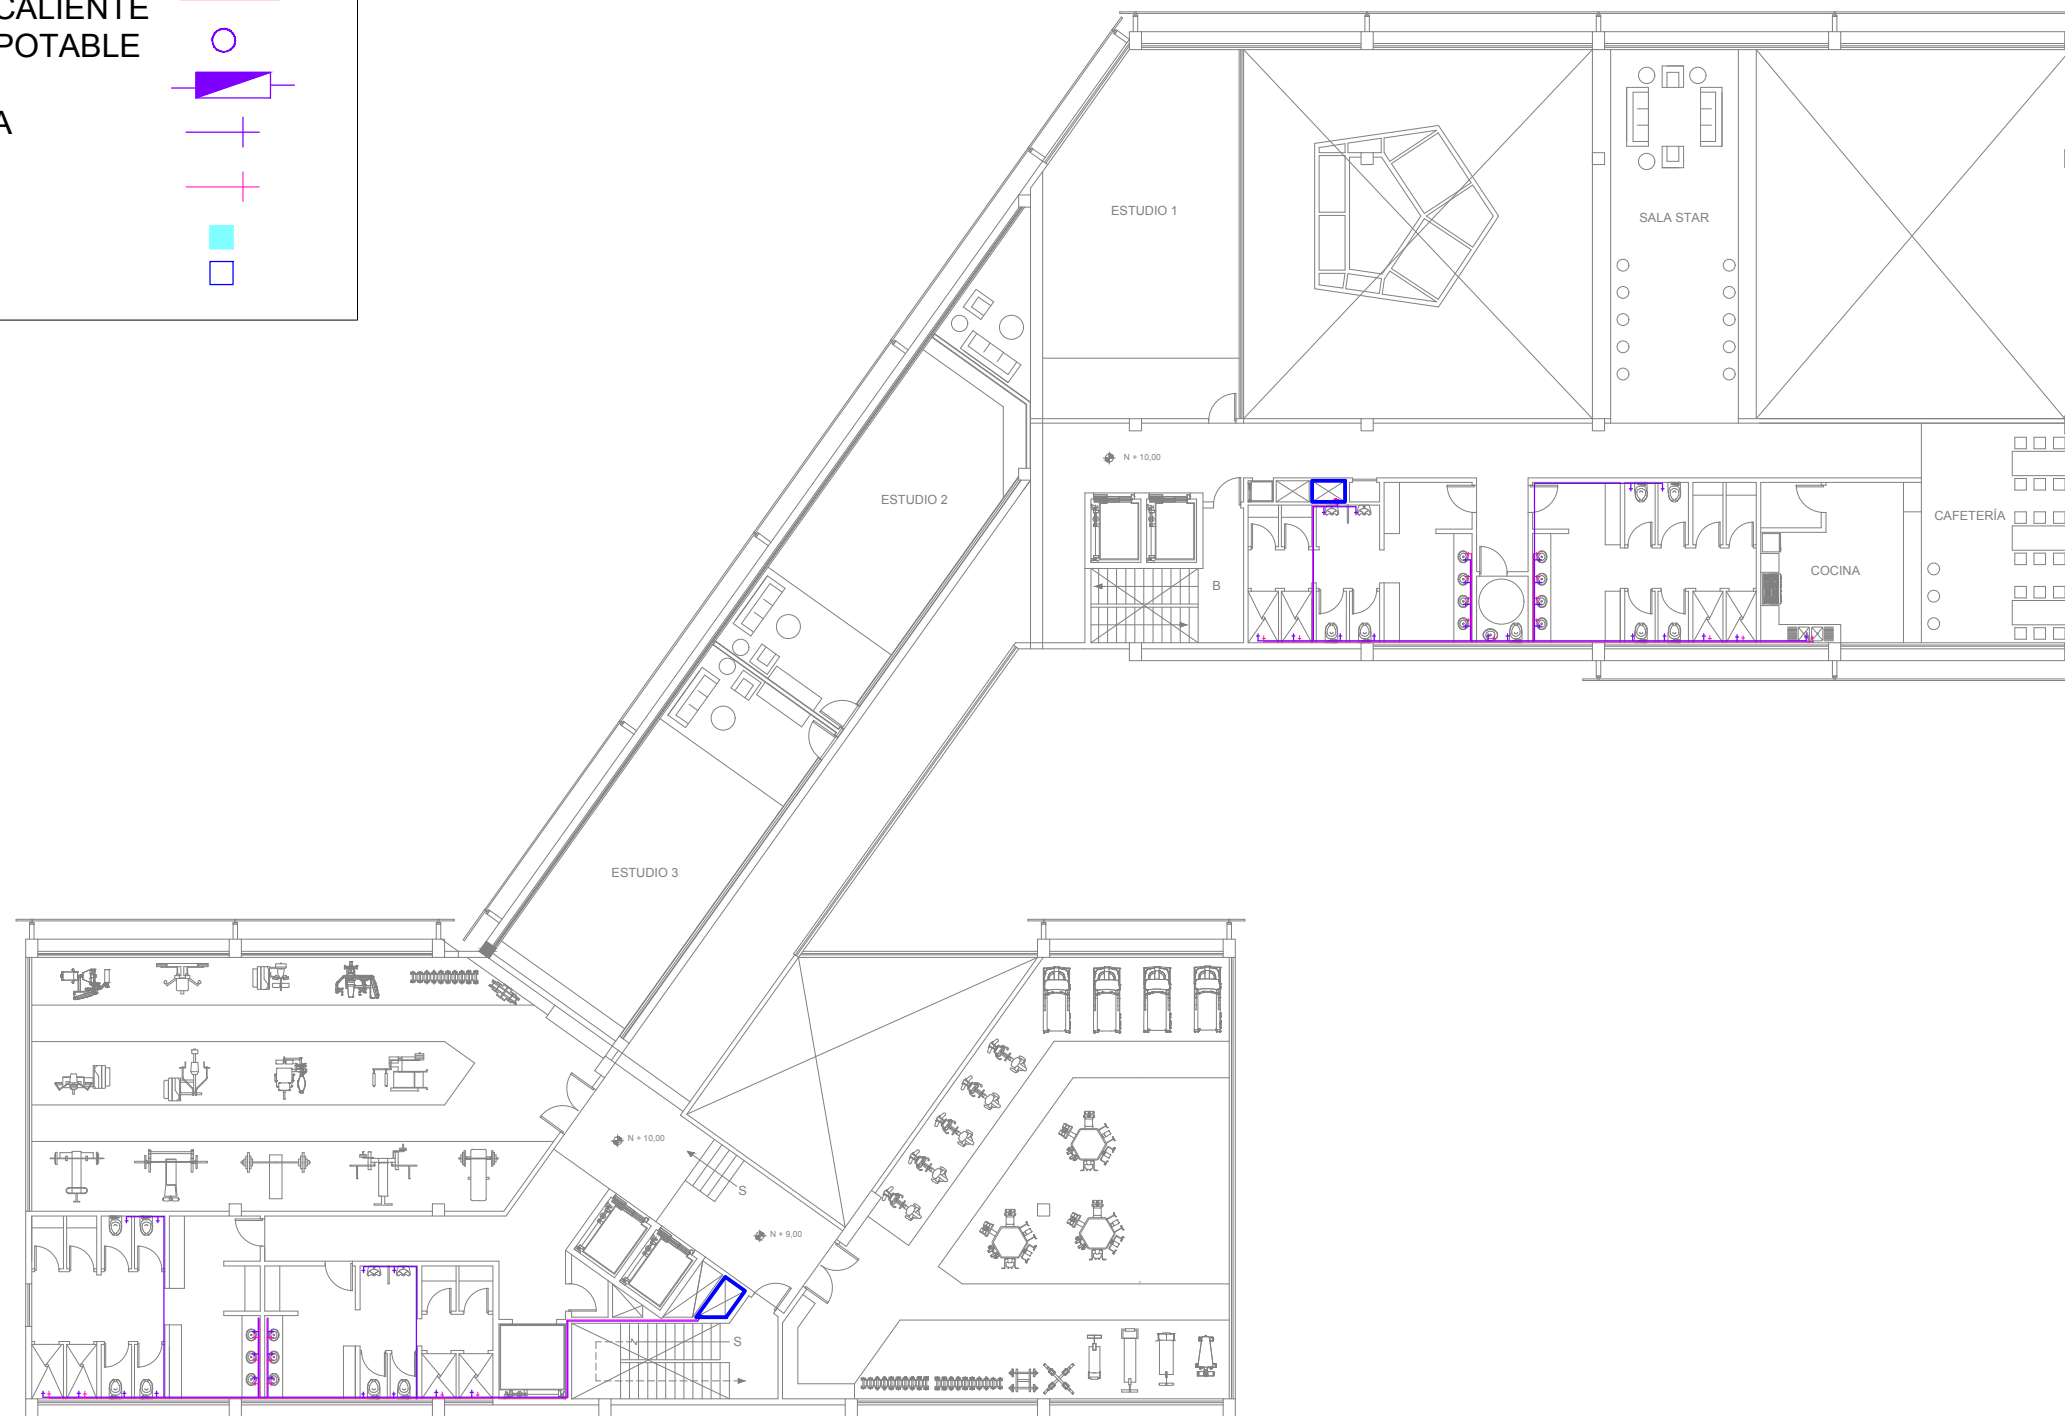 CALIENTE
POTABLE
A
ESTUDIO 1
SALA STAR
N + 10,00
ESTUDIO 2
CAFETERÍA
B
COCINA
ESTUDIO 3
N + 10,00
S
N + 9,00
S